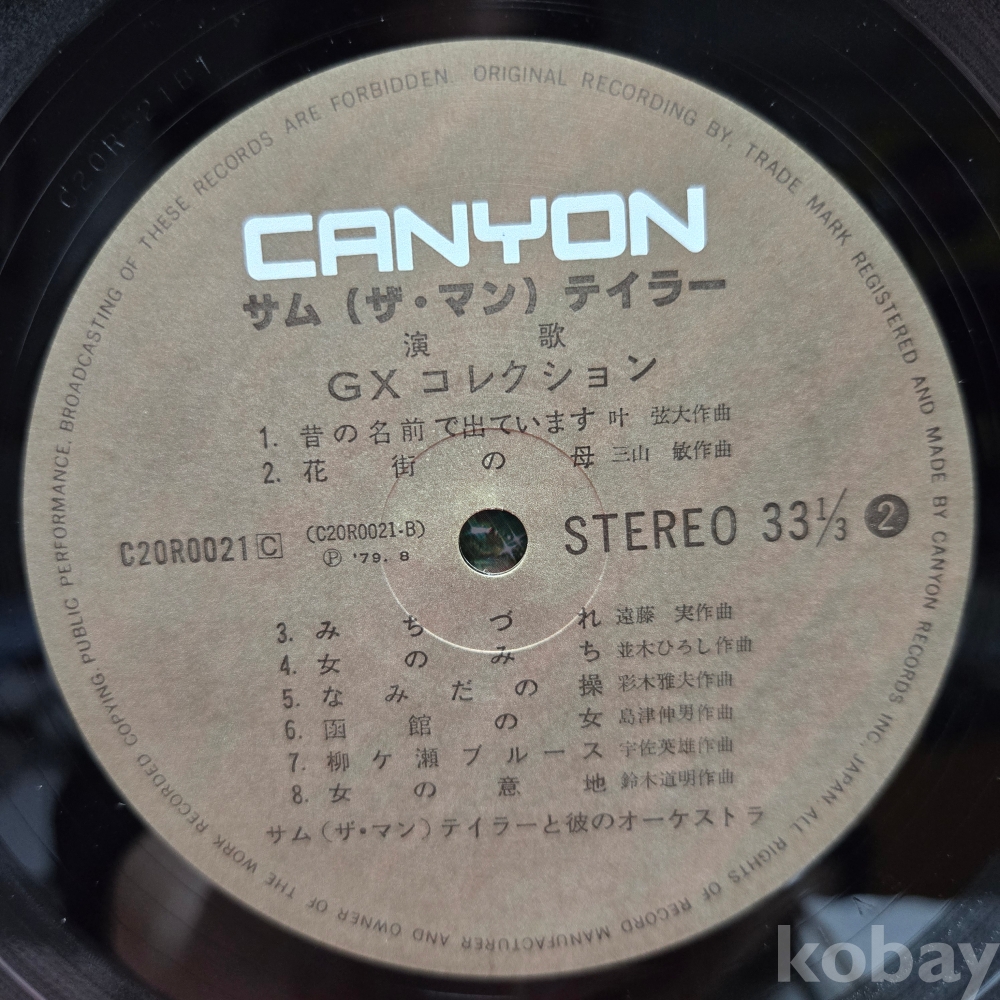 CANYON
サム（ザ・マン）テイラー
演歌
GXコレクション
1. 昔の名前で出ています 叶 弦大作曲
2. 花街の母 三山 敏作曲
C20R0021 C (C20R0021-B) Ⓟ '79. 8
STEREO 33 1/3 2
3. みちづれ 遠藤 実作曲
4. 女のみち 並木ひろし作曲
5. なみだの操 彩木雅夫作曲
6. 函館の女 島津伸男作曲
7. 柳ケ瀬ブルース 宇佐英雄作曲
8. 女の意地 鈴木道明作曲
サム（ザ・マン）テイラーと彼のオーケストラ
ORIGINAL RECORDING BY, TRADE MARK REGISTERED AND MADE BY CANYON RECORDS INC. JAPAN ALL RIGHTS OF RECORD MANUFACTURER AND OWNER OF THE WORK RECORDED COPYING, PUBLIC PERFORMANCE, BROADCASTING OF THESE RECORDS ARE FORBIDDEN.
kobay